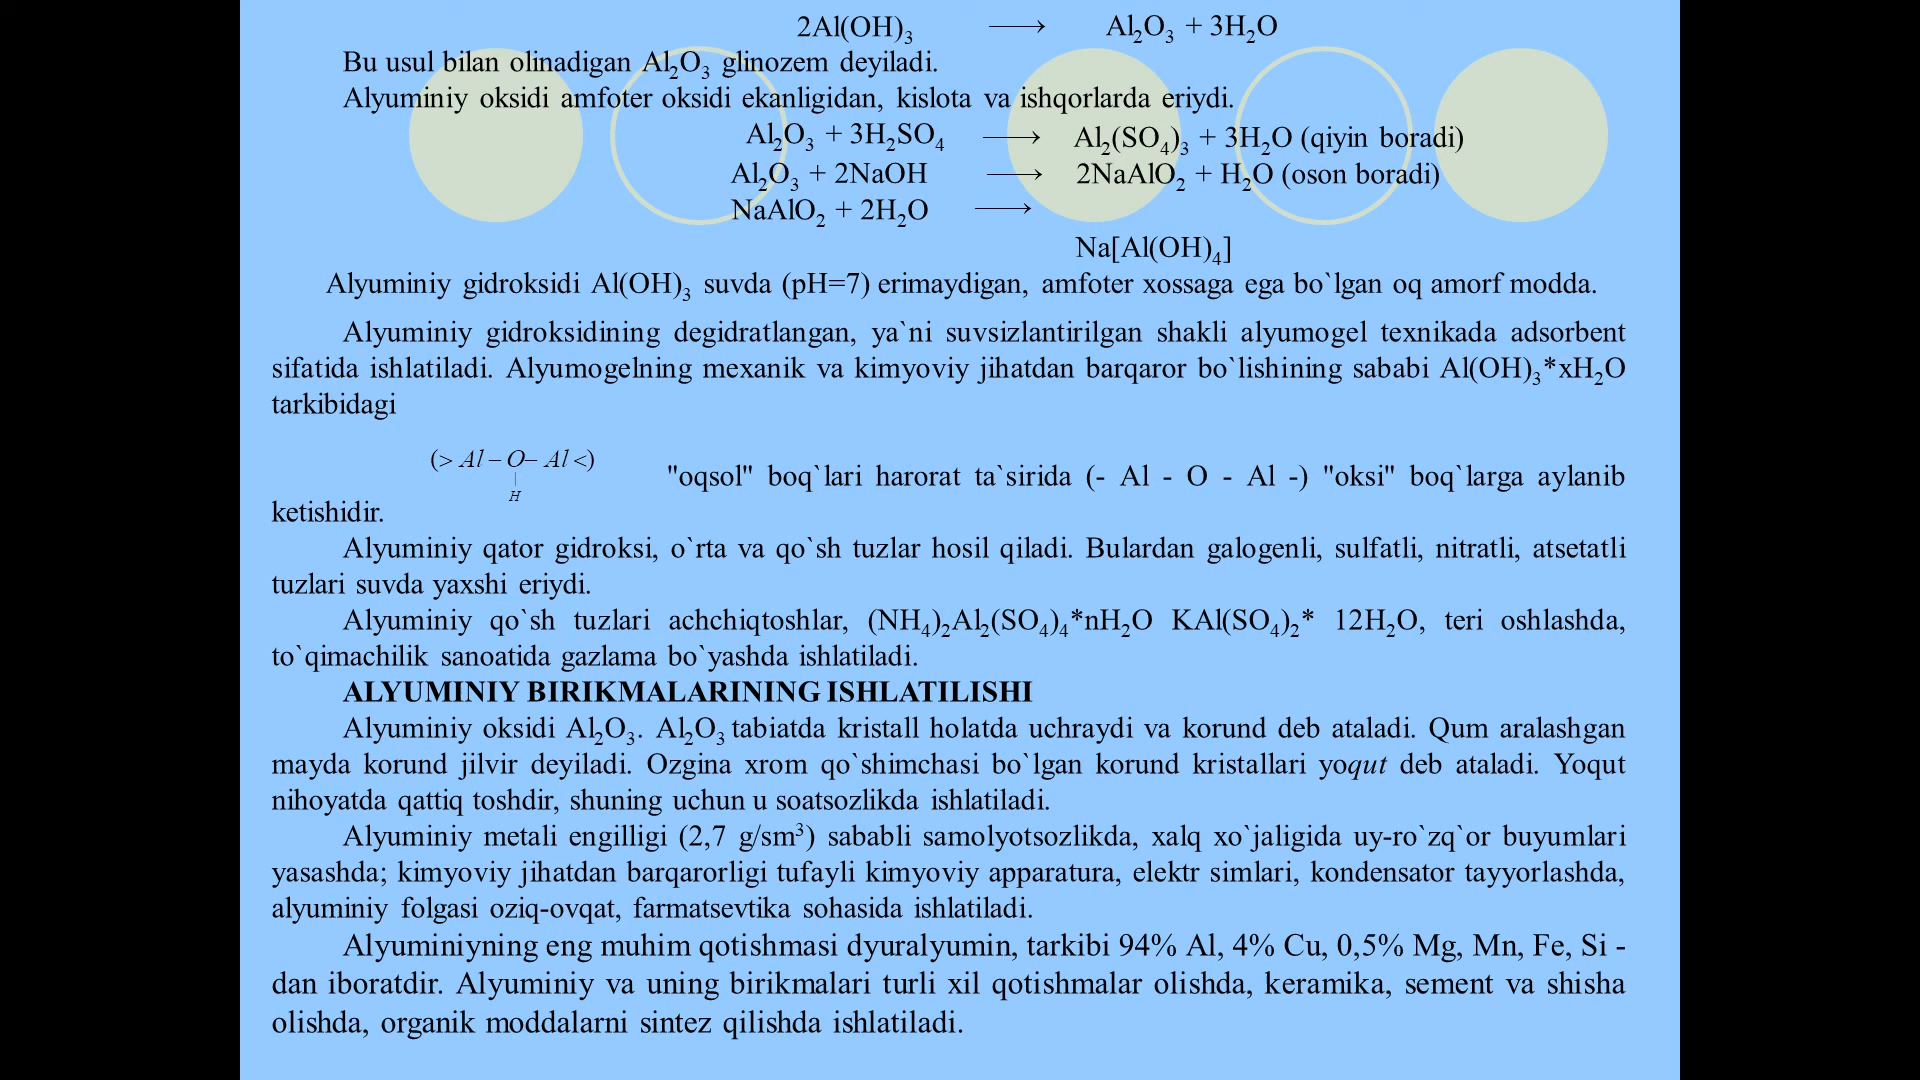 2Al(OH)₃ ⟶ Al₂O₃ + 3H₂O
Bu usul bilan olinadigan Al₂O₃ glinozem deyiladi.
Alyuminiy oksidi amfoter oksidi ekanligidan, kislota va ishqorlarda eriydi.
Al₂O₃ + 3H₂SO₄ ⟶ Al₂(SO₄)₃ + 3H₂O (qiyin boradi)
Al₂O₃ + 2NaOH ⟶ 2NaAlO₂ + H₂O (oson boradi)
NaAlO₂ + 2H₂O ⟶
Na[Al(OH)₄]
Alyuminiy gidroksidi Al(OH)₃ suvda (pH=7) erimaydigan, amfoter xossaga ega bo`lgan oq amorf modda.
Alyuminiy gidroksidining degidratlangan, ya`ni suvsizlantirilgan shakli alyumogel texnikada adsorbent
sifatida ishlatiladi. Alyumogelning mexanik va kimyoviy jihatdan barqaror bo`lishining sababi Al(OH)₃*xH₂O
tarkibidagi
(> Al – O – Al <)
|
H
"oqsol" boq`lari harorat ta`sirida (- Al - O - Al -) "oksi" boq`larga aylanib
ketishidir.
Alyuminiy qator gidroksi, o`rta va qo`sh tuzlar hosil qiladi. Bulardan galogenli, sulfatli, nitratli, atsetatli
tuzlari suvda yaxshi eriydi.
Alyuminiy qo`sh tuzlari achchiqtoshlar, (NH₄)₂Al₂(SO₄)₄*nH₂O KAl(SO₄)₂* 12H₂O, teri oshlashda,
to`qimachilik sanoatida gazlama bo`yashda ishlatiladi.
ALYUMINIY BIRIKMALARINING ISHLATILISHI
Alyuminiy oksidi Al₂O₃. Al₂O₃ tabiatda kristall holatda uchraydi va korund deb ataladi. Qum aralashgan
mayda korund jilvir deyiladi. Ozgina xrom qo`shimchasi bo`lgan korund kristallari yoqut deb ataladi. Yoqut
nihoyatda qattiq toshdir, shuning uchun u soatsozlikda ishlatiladi.
Alyuminiy metali engilligi (2,7 g/sm³) sababli samolyotsozlikda, xalq xo`jaligida uy-ro`zq`or buyumlari
yasashda; kimyoviy jihatdan barqarorligi tufayli kimyoviy apparatura, elektr simlari, kondensator tayyorlashda,
alyuminiy folgasi oziq-ovqat, farmatsevtika sohasida ishlatiladi.
Alyuminiyning eng muhim qotishmasi dyuralyumin, tarkibi 94% Al, 4% Cu, 0,5% Mg, Mn, Fe, Si -
dan iboratdir. Alyuminiy va uning birikmalari turli xil qotishmalar olishda, keramika, sement va shisha
olishda, organik moddalarni sintez qilishda ishlatiladi.